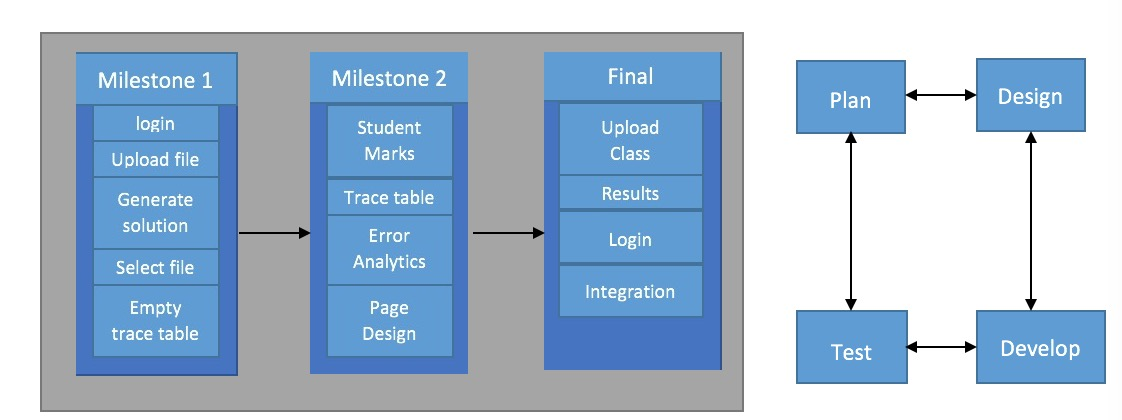 Milestone 1
login
Upload file
Generate
solution
Select file
Empty
trace table
Milestone 2
Student
Marks
Trace table
Error
Analytics
Page
Design
Final
Upload
Class
Results
Login
Integration
Plan
Design
Test
Develop